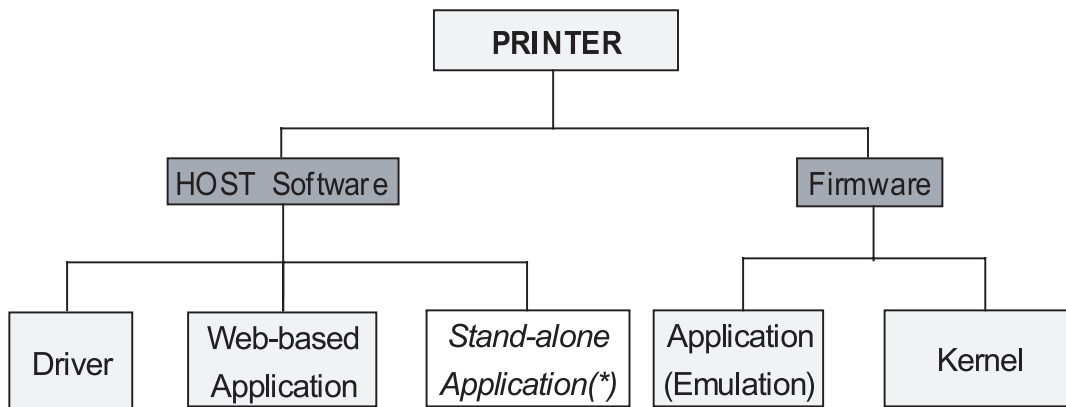 PRINTER
HOST Software
Firmware
Driver
Web-based
Application
Stand-alone
Application(*)
Application
(Emulation)
Kernel